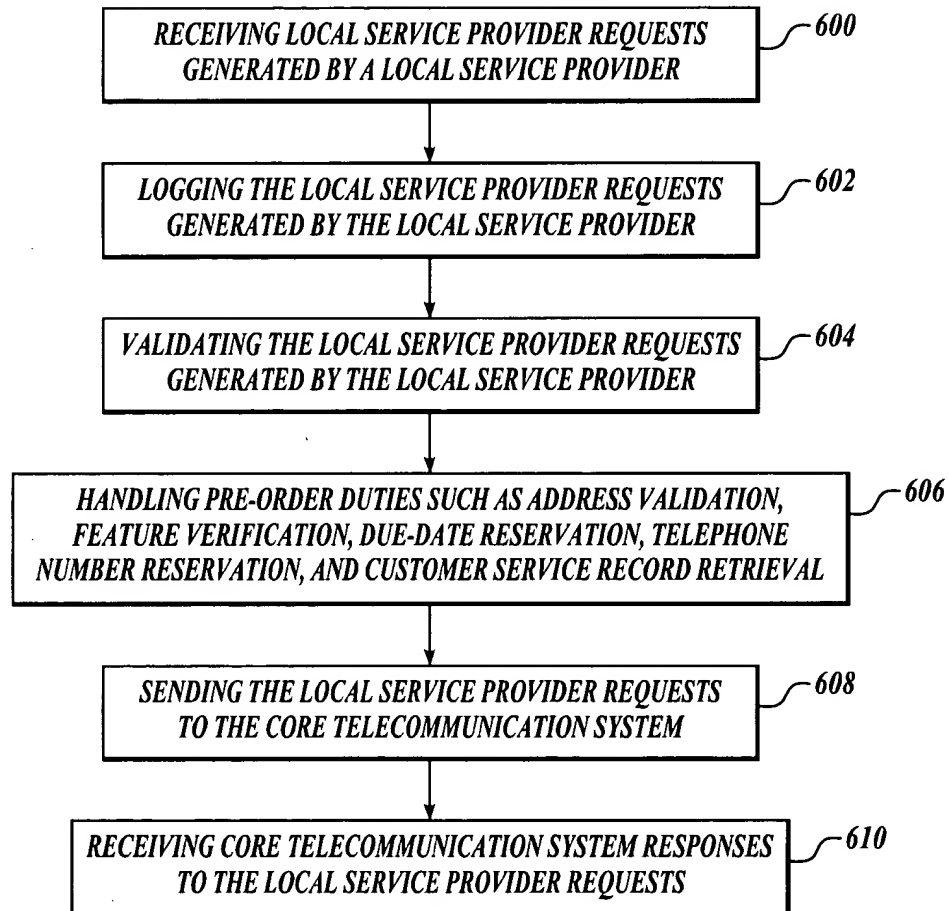 RECEIVING LOCAL SERVICE PROVIDER REQUESTS
GENERATED BY A LOCAL SERVICE PROVIDER
600
LOGGING THE LOCAL SERVICE PROVIDER REQUESTS
GENERATED BY THE LOCAL SERVICE PROVIDER
602
VALIDATING THE LOCAL SERVICE PROVIDER REQUESTS
GENERATED BY THE LOCAL SERVICE PROVIDER
604
HANDLING PRE-ORDER DUTIES SUCH AS ADDRESS VALIDATION,
FEATURE VERIFICATION, DUE-DATE RESERVATION, TELEPHONE
NUMBER RESERVATION, AND CUSTOMER SERVICE RECORD RETRIEVAL
606
SENDING THE LOCAL SERVICE PROVIDER REQUESTS
TO THE CORE TELECOMMUNICATION SYSTEM
608
RECEIVING CORE TELECOMMUNICATION SYSTEM RESPONSES
TO THE LOCAL SERVICE PROVIDER REQUESTS
610